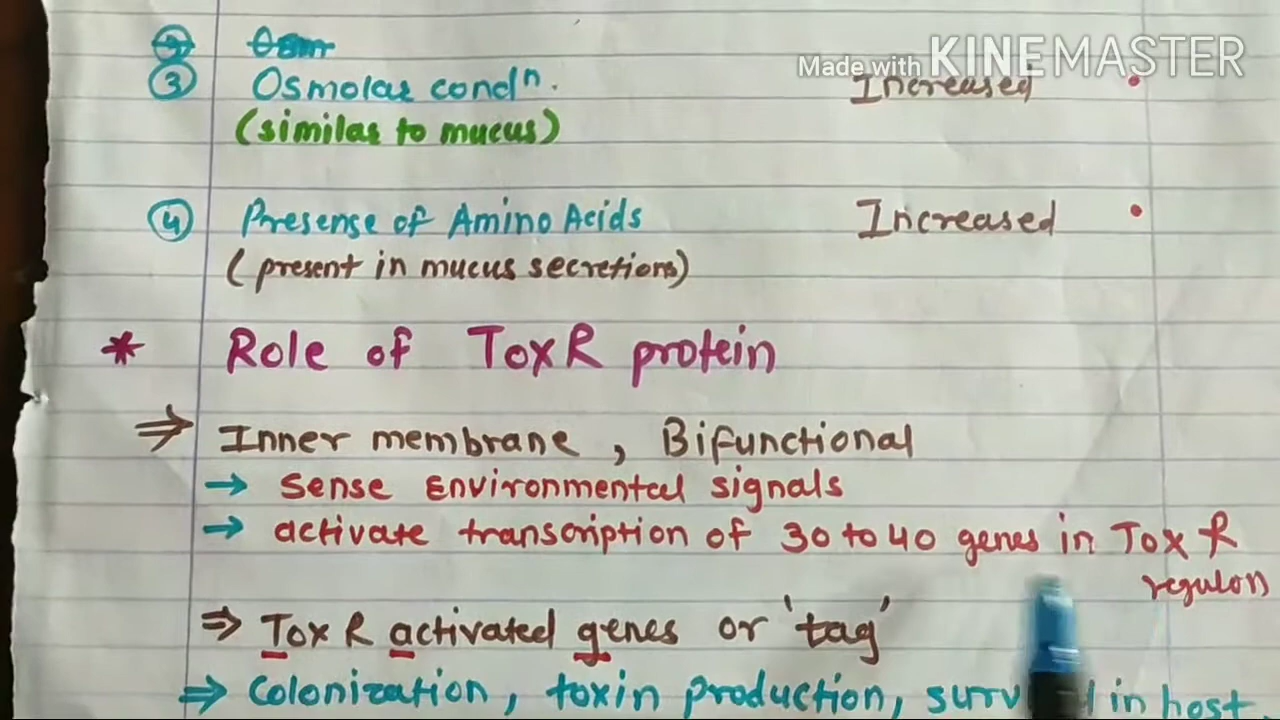 Made with KINEMASTER
②
③ Osmolar condⁿ. Increased
(similar to mucus)
④ Presense of Amino Acids Increased
(present in mucus secretions)
* Role of ToxR protein
⇒ Inner membrane, Bifunctional
→ sense Environmental signals
→ activate transcription of 30 to 40 genes in Tox R
regulon
⇒ Tox R activated genes or 'tag'
⇒ colonization, toxin production, in host.